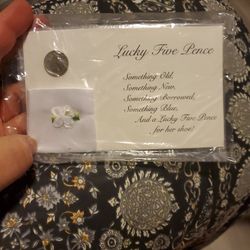 Lucky Five Pence
Something Old,
Something New,
Something Borrowed,
Something Blue,
And a Lucky Five Pence
for her shoe!